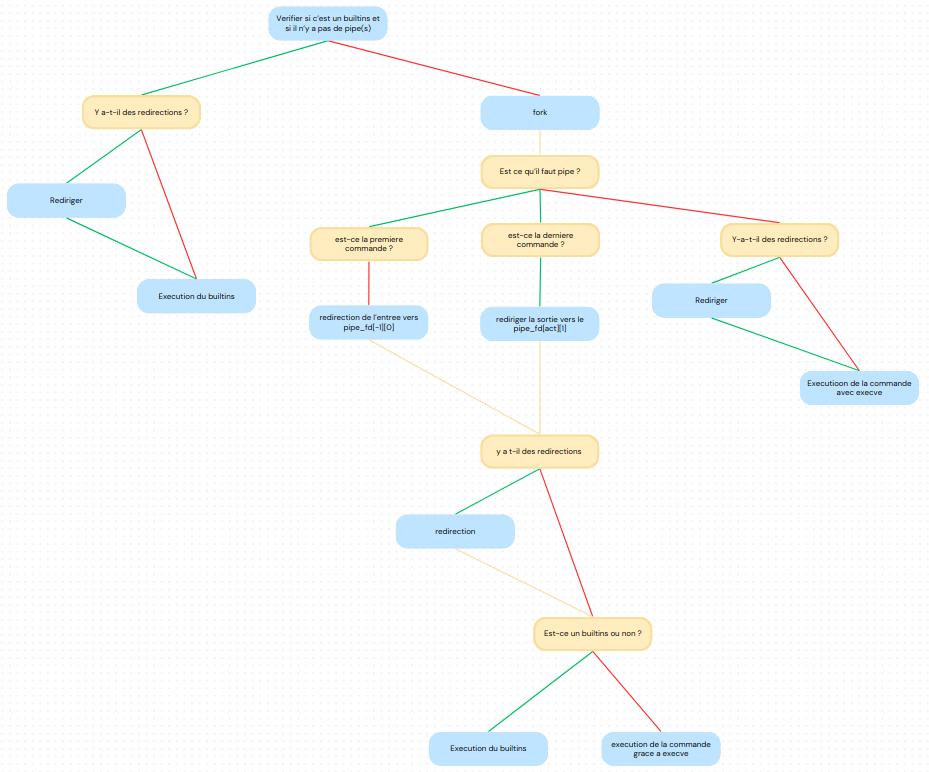 Verifier si c'est un builtins et
si il n'y a pas de pipe(s)
Y a-t-il des redirections ?
fork
Est ce qu'il faut pipe ?
Rediriger
est-ce la premiere
commande ?
est-ce la derniere
commande ?
Y-a-t-il des redirections ?
Execution du builtins
redirection de l'entree vers
pipe_fd[-1][0]
rediriger la sortie vers le
pipe_fd[act][1]
Rediriger
Executioon de la commande
avec execve
y a t-il des redirections
redirection
Est-ce un builtins ou non ?
Execution du builtins
execution de la commande
grace a execve